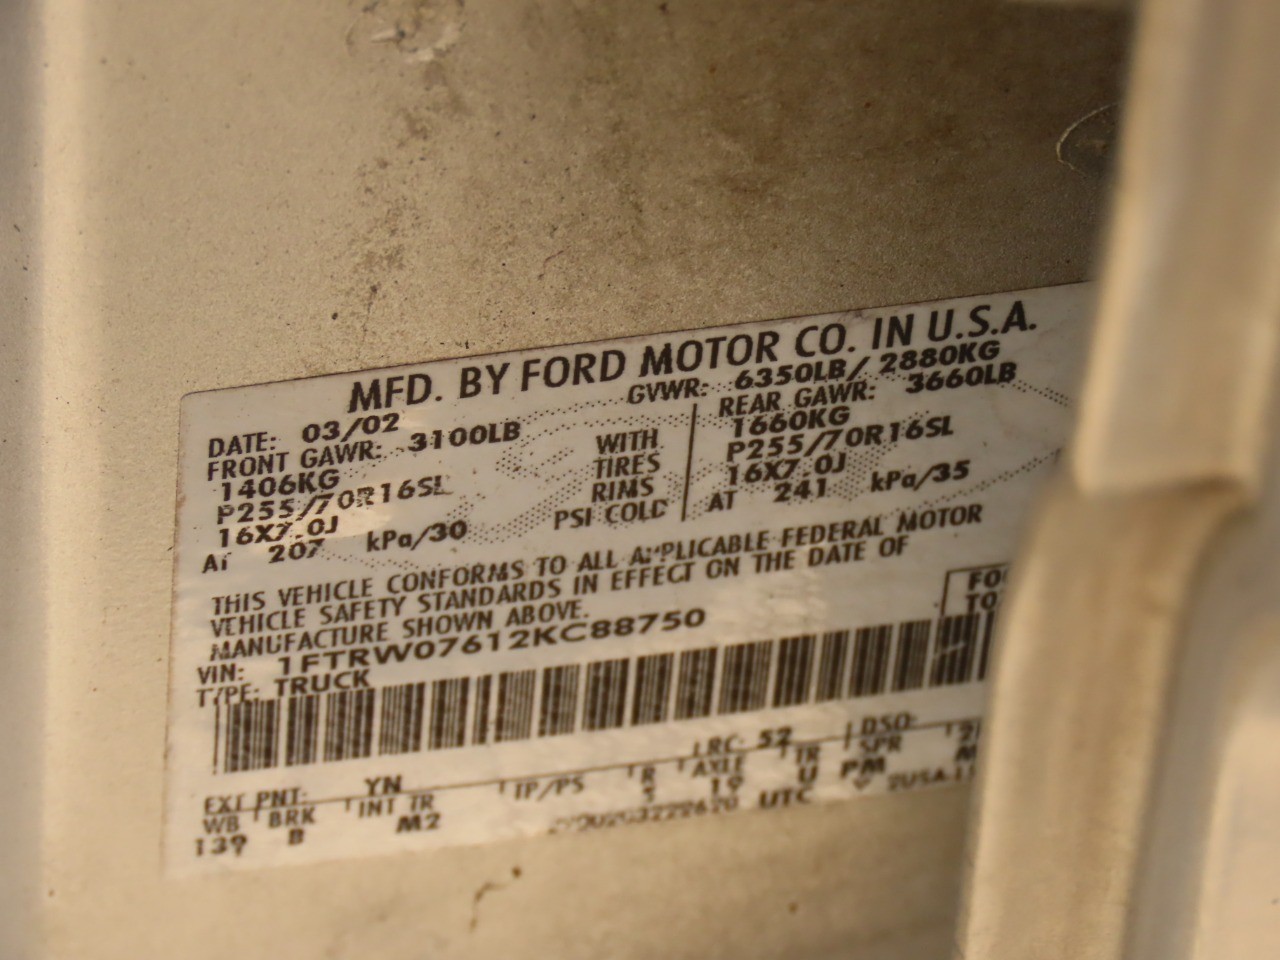 MFD. BY FORD MOTOR CO. IN U.S.A.
DATE: 03/02 GVWR: 6350LB/ 2880KG
FRONT GAWR: 3100LB REAR GAWR: 3660LB
1406KG WITH 1660KG
P255/70R16SL TIRES P255/70R16SL
16X7.0J RIMS 16X7.0J
AT 207 kPa/30 PSI COLD AT 241 kPa/35
THIS VEHICLE CONFORMS TO ALL APPLICABLE FEDERAL MOTOR
VEHICLE SAFETY STANDARDS IN EFFECT ON THE DATE OF
MANUFACTURE SHOWN ABOVE.
VIN: 1FTRW07612KC88750
TYPE: TRUCK
EXT PNT: YN LRC: 52 DSO:
WB BRK INT TR TP/PS R AXLE TR SPR
139 B M2 5 19 U PM
UTC